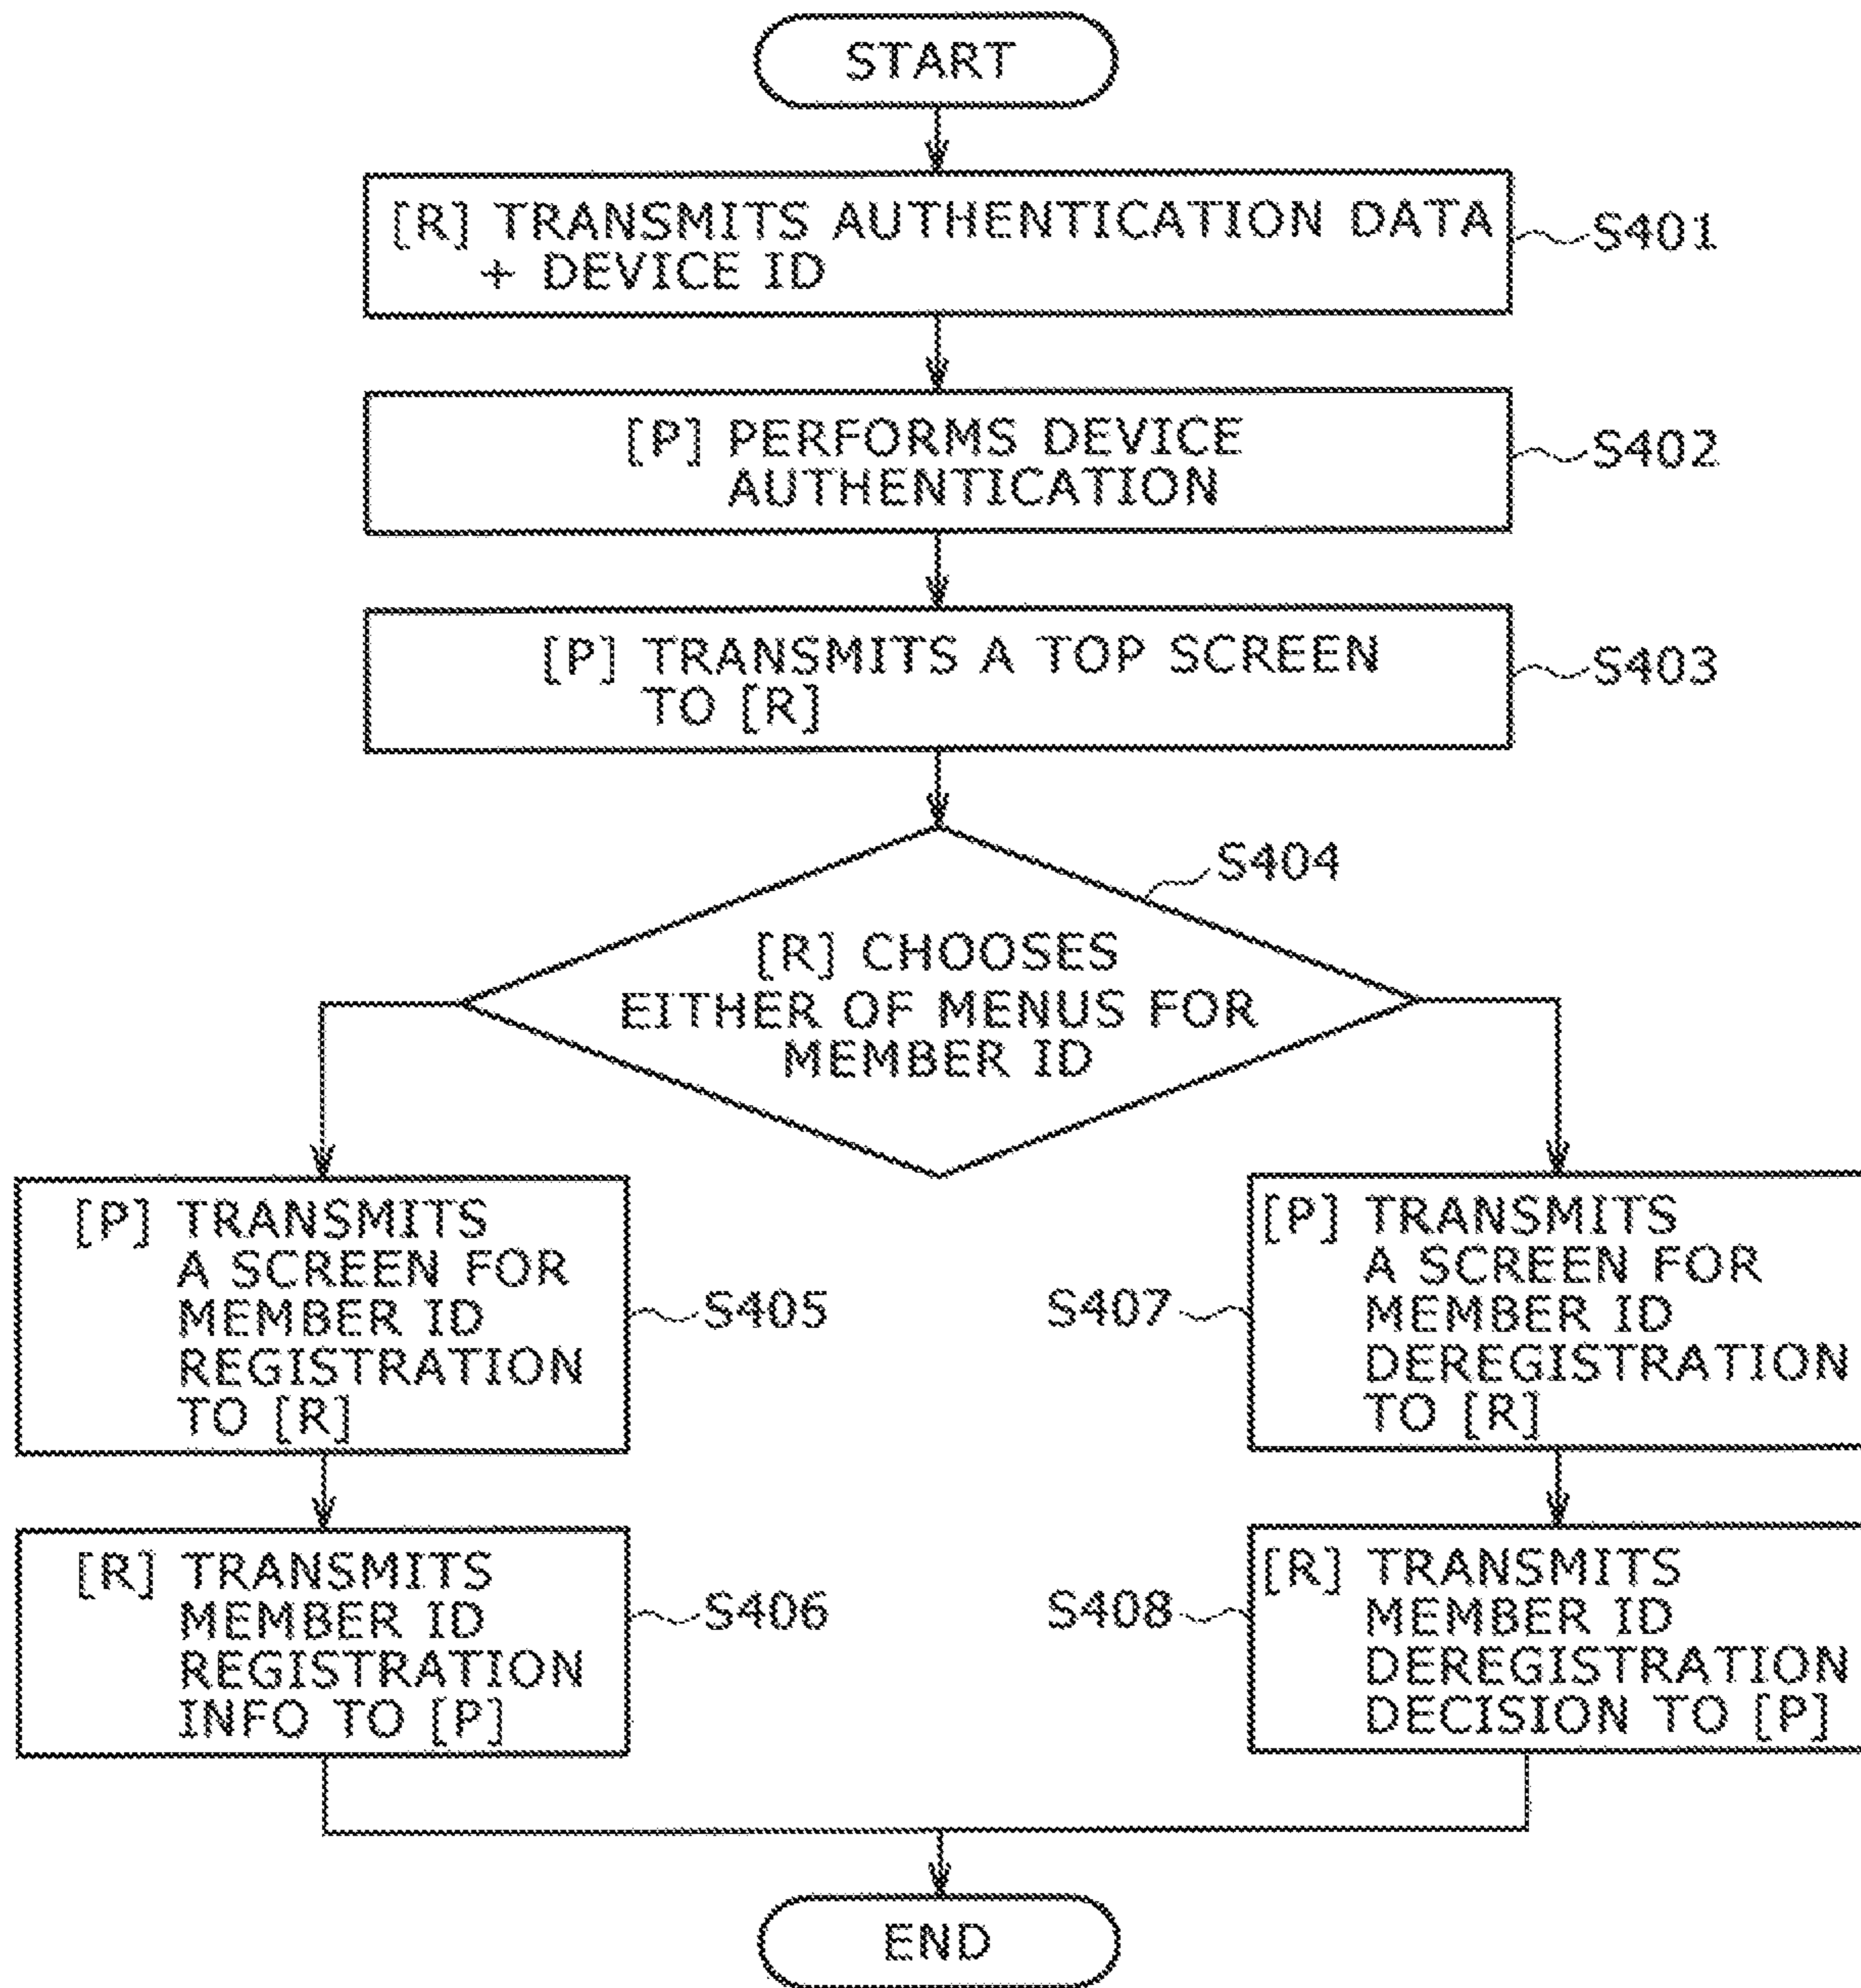 START
[R] TRANSMITS AUTHENTICATION DATA
+ DEVICE ID
S401
[P] PERFORMS DEVICE
AUTHENTICATION
S402
[P] TRANSMITS A TOP SCREEN
TO [R]
S403
S404
[R] CHOOSES
EITHER OF MENUS FOR
MEMBER ID
[P] TRANSMITS
A SCREEN FOR
MEMBER ID
REGISTRATION
TO [R]
S405
S407
[P] TRANSMITS
A SCREEN FOR
MEMBER ID
DEREGISTRATION
TO [R]
[R] TRANSMITS
MEMBER ID
REGISTRATION
INFO TO [P]
S406
S408
[R] TRANSMITS
MEMBER ID
DEREGISTRATION
DECISION TO [P]
END